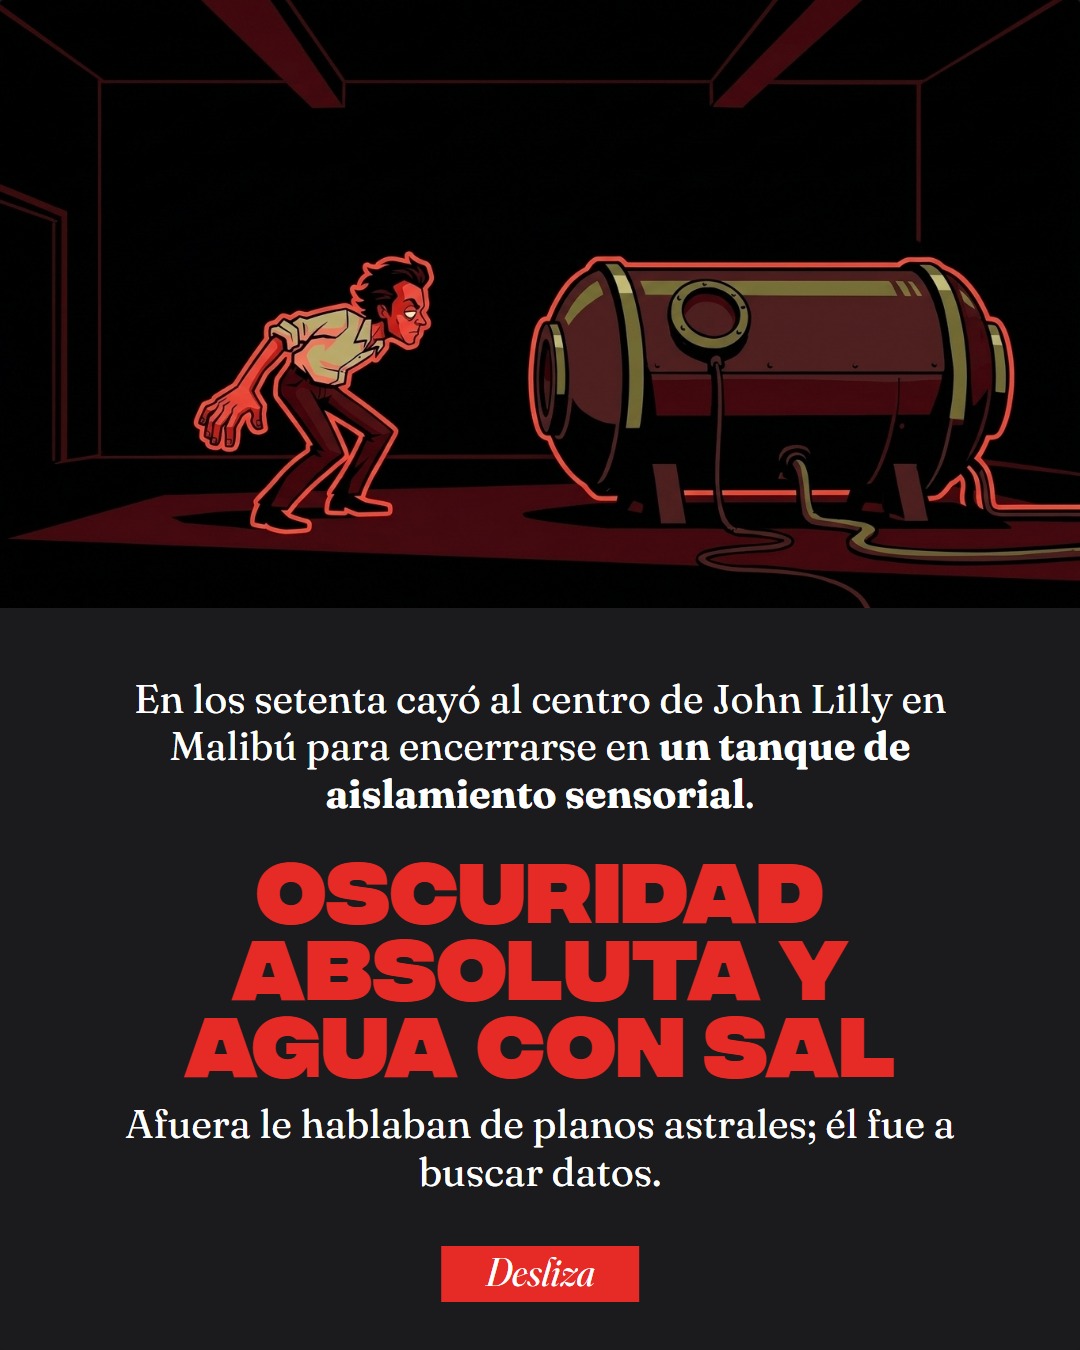 En los setenta cayó al centro de John Lilly en
Malibú para encerrarse en un tanque de
aislamiento sensorial.
OSCURIDAD
ABSOLUTA Y
AGUA CON SAL
Afuera le hablaban de planos astrales; él fue a
buscar datos.
Desliza